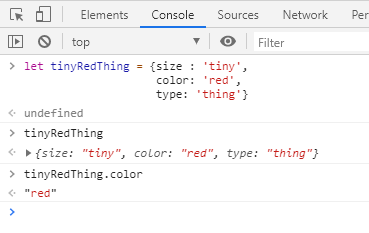 Elements Console Sources Network
top Filter
> let tinyRedThing = {size : 'tiny',
color: 'red',
type: 'thing'}
undefined
> tinyRedThing
{size: "tiny", color: "red", type: "thing"}
> tinyRedThing.color
"red"
>